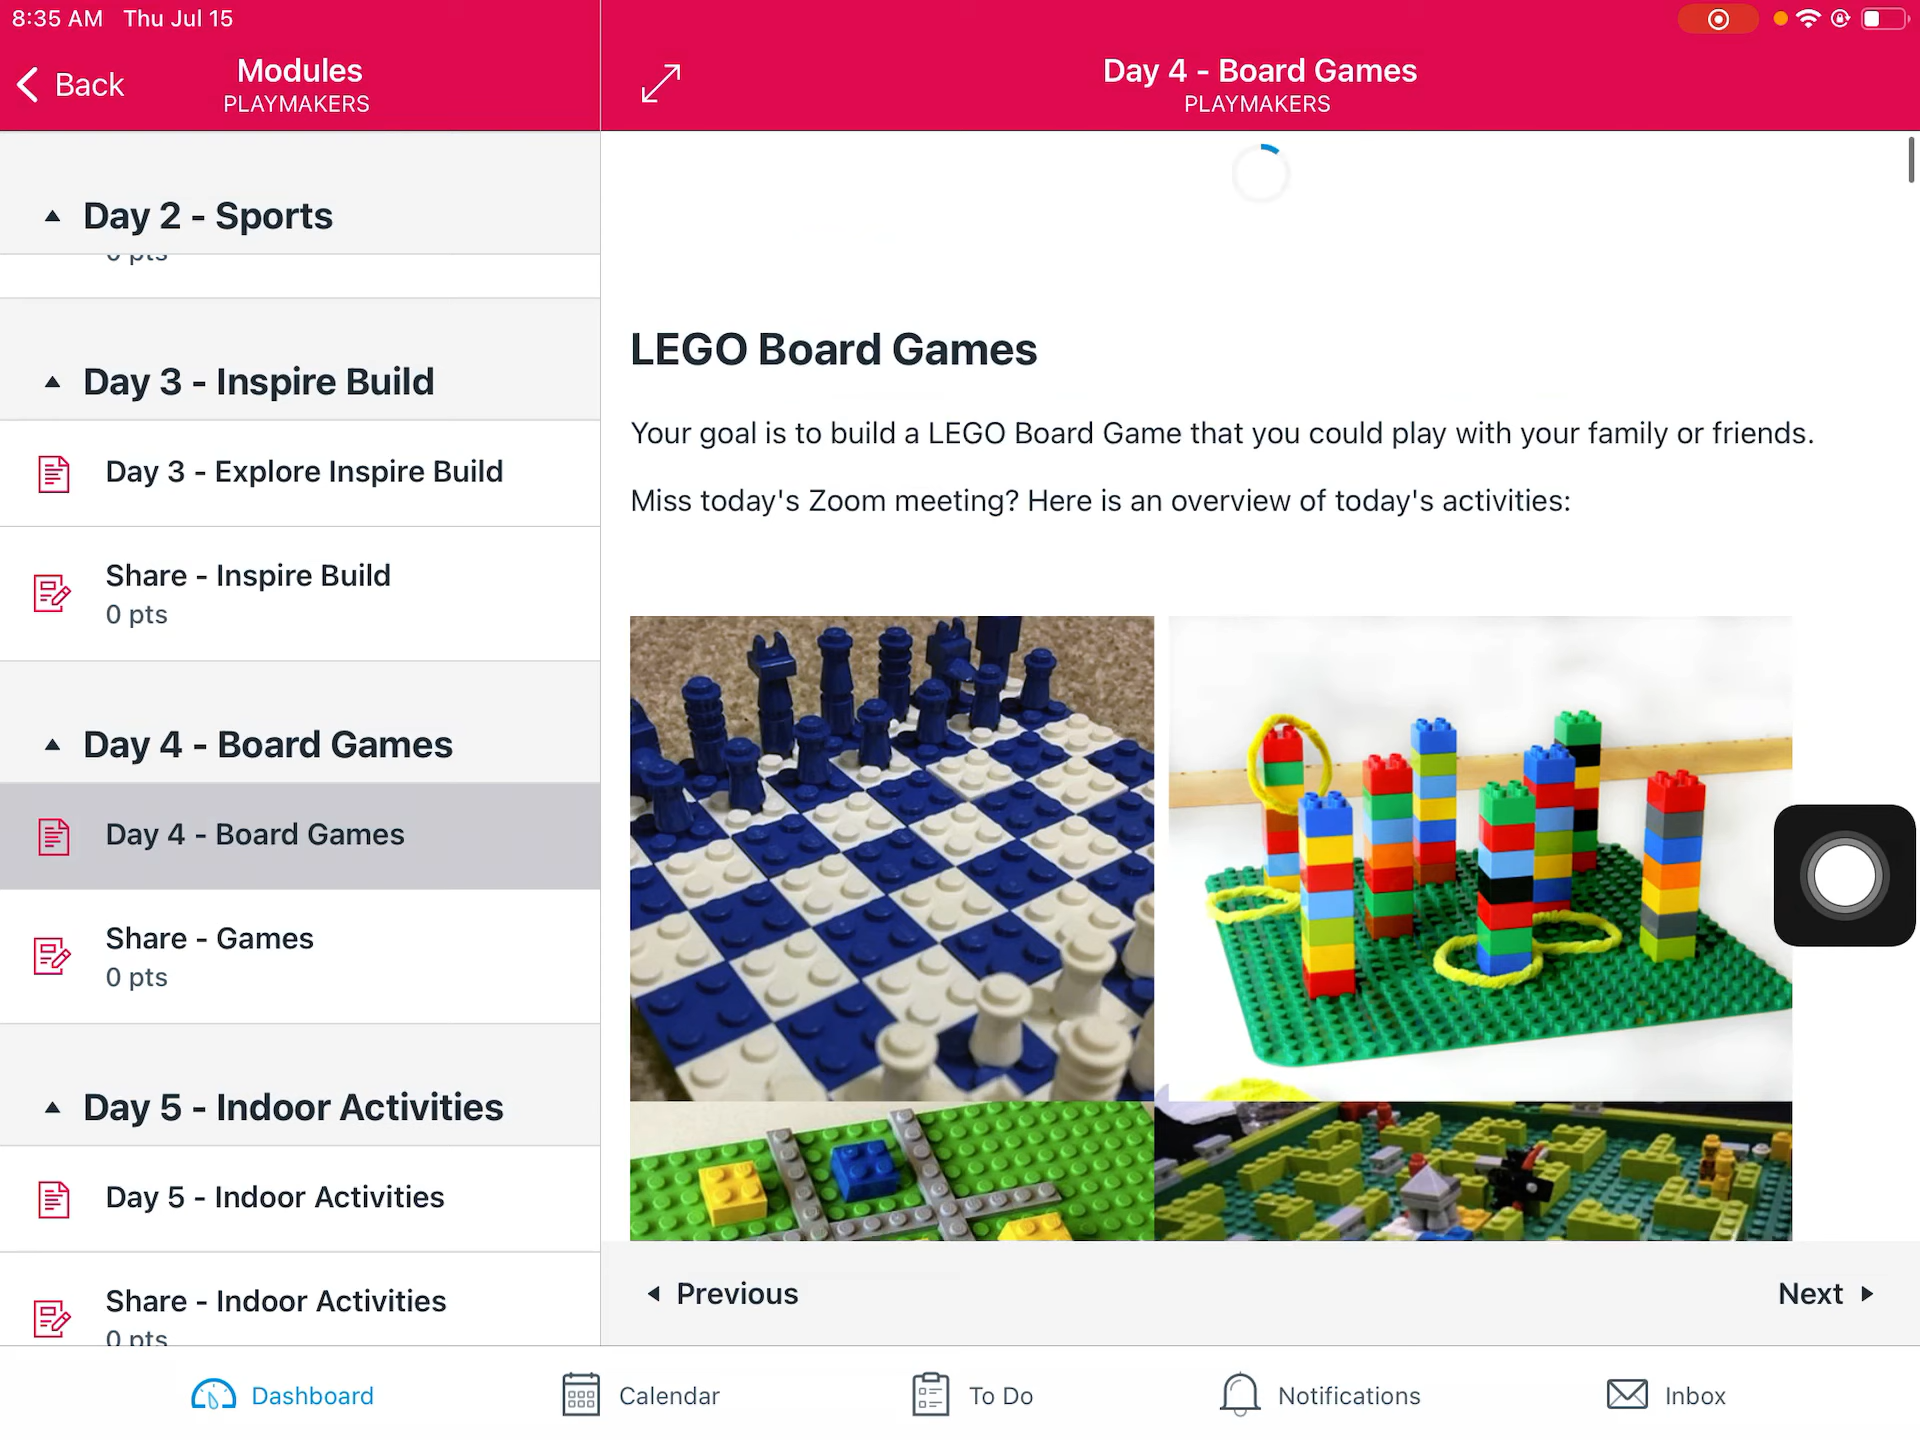 8:35 AM Thu Jul 15
Back
Modules
PLAYMAKERS
Day 4 - Board Games
PLAYMAKERS
Day 2 - Sports
0 pts
Day 3 - Inspire Build
Day 3 - Explore Inspire Build
Share - Inspire Build
0 pts
Day 4 - Board Games
Day 4 - Board Games
Share - Games
0 pts
Day 5 - Indoor Activities
Day 5 - Indoor Activities
Share - Indoor Activities
0 pts
LEGO Board Games
Your goal is to build a LEGO Board Game that you could play with your family or friends.
Miss today's Zoom meeting? Here is an overview of today's activities:
Previous
Next
Dashboard
Calendar
To Do
Notifications
Inbox